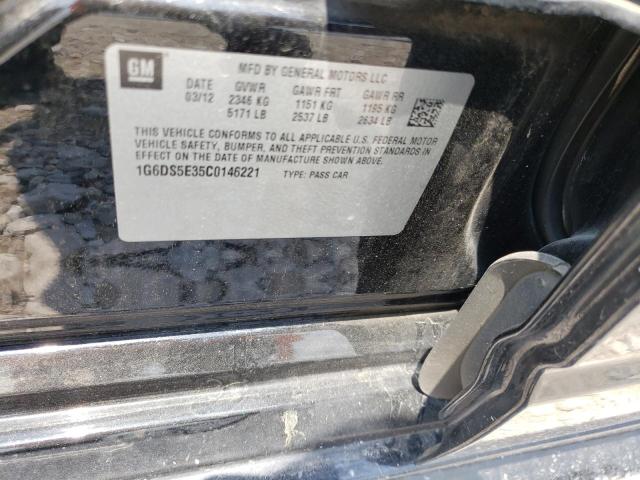 GM
MFD BY GENERAL MOTORS LLC
DATE GVWR GAWR FRT GAWR RR
03/12 2346 KG 1151 KG 1195 KG
5171 LB 2537 LB 2634 LB
THIS VEHICLE CONFORMS TO ALL APPLICABLE U.S. FEDERAL MOTOR
VEHICLE SAFETY, BUMPER, AND THEFT PREVENTION STANDARDS IN
EFFECT ON THE DATE OF MANUFACTURE SHOWN ABOVE.
1G6DS5E35C0146221 TYPE: PASS CAR